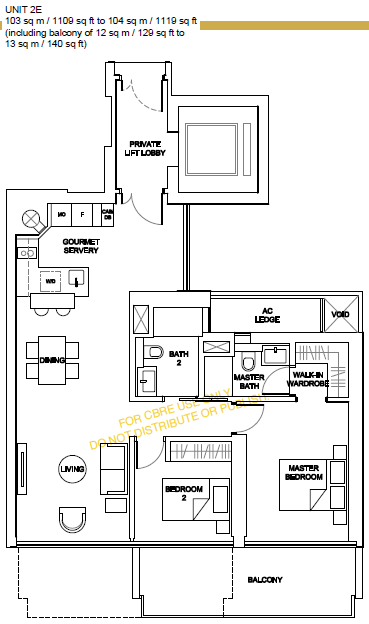 UNIT 2E
103 sq m / 1109 sq ft to 104 sq m / 1119 sq ft
(including balcony of 12 sq m / 129 sq ft to
13 sq m / 140 sq ft)
PRIVATE
LIFT LOBBY
MO
F
CAB/
DB
GOURMET
SERVERY
W/D
AC
LEDGE
VOID
DINING
BATH
2
MASTER
BATH
WALK-IN
WARDROBE
FOR CBRE USE ONLY
DO NOT DISTRIBUTE OR PUBLISH
LIVING
MASTER
BEDROOM
BEDROOM
2
BALCONY